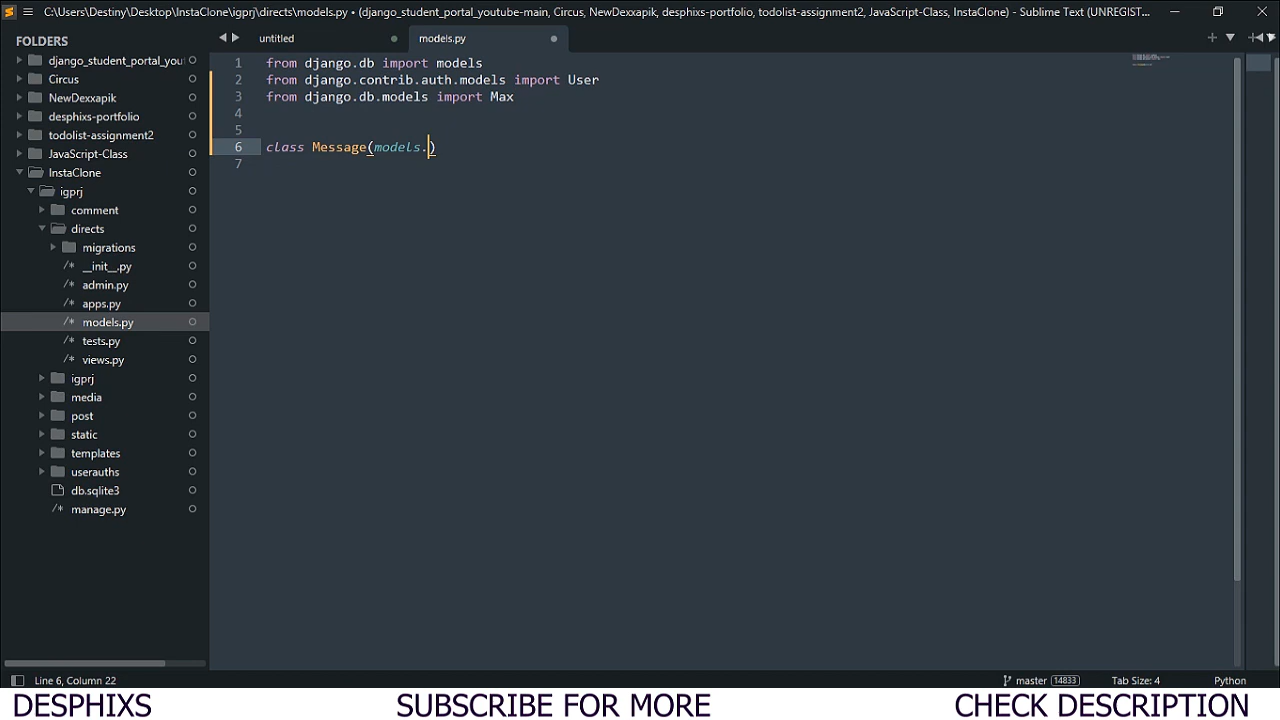 C:\Users\Destiny\Desktop\InstaClone\igprj\directs\models.py • (django_student_portal_youtube-main, Circus, NewDexxapik, desphixs-portfolio, todolist-assignment2, JavaScript-Class, InstaClone) - Sublime Text (UNREGIST...
FOLDERS
django_student_portal_you
Circus
NewDexxapik
desphixs-portfolio
todolist-assignment2
JavaScript-Class
InstaClone
igprj
comment
directs
migrations
/* __init__.py
/* admin.py
/* apps.py
/* models.py
/* tests.py
/* views.py
igprj
media
post
static
templates
userauths
db.sqlite3
/* manage.py
untitled
models.py
1 from django.db import models
2 from django.contrib.auth.models import User
3 from django.db.models import Max
4
5
6 class Message(models.)
7
Line 6, Column 22
master 14833
Tab Size: 4
Python
DESPHIXS
SUBSCRIBE FOR MORE
CHECK DESCRIPTION